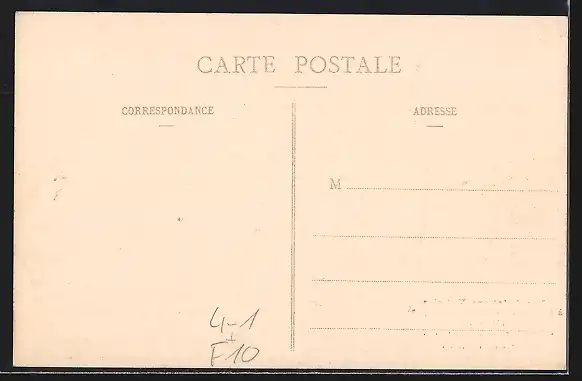 CARTE POSTALE
CORRESPONDANCE
ADRESSE
M
4-1
F10